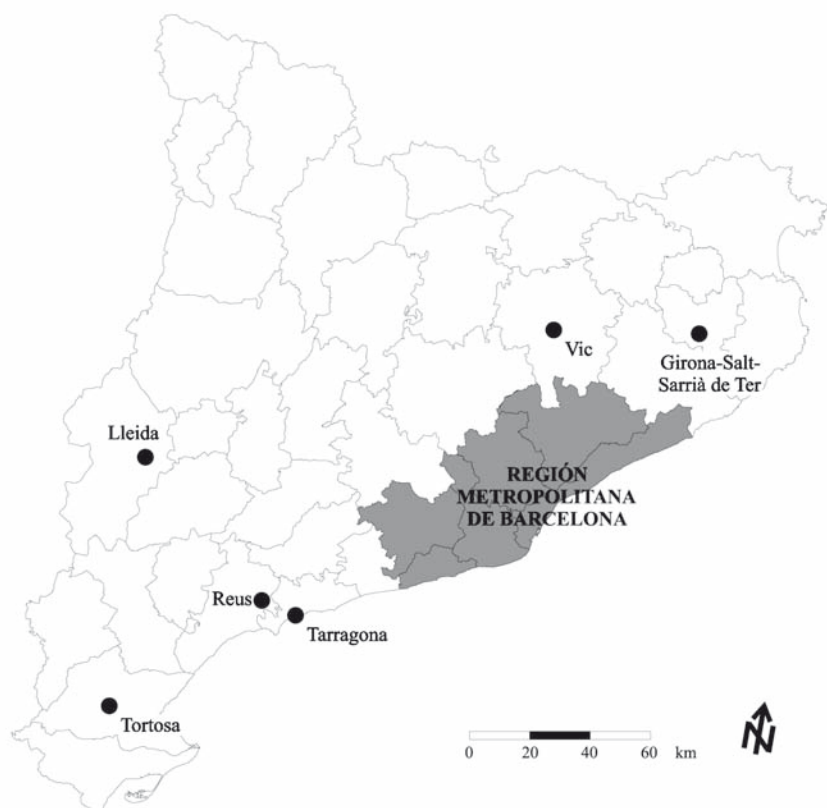 Vic
Girona-Salt-
Sarrià de Ter
Lleida
REGIÓN
METROPOLITANA
DE BARCELONA
Reus
Tarragona
Tortosa
0 20 40 60 km
N